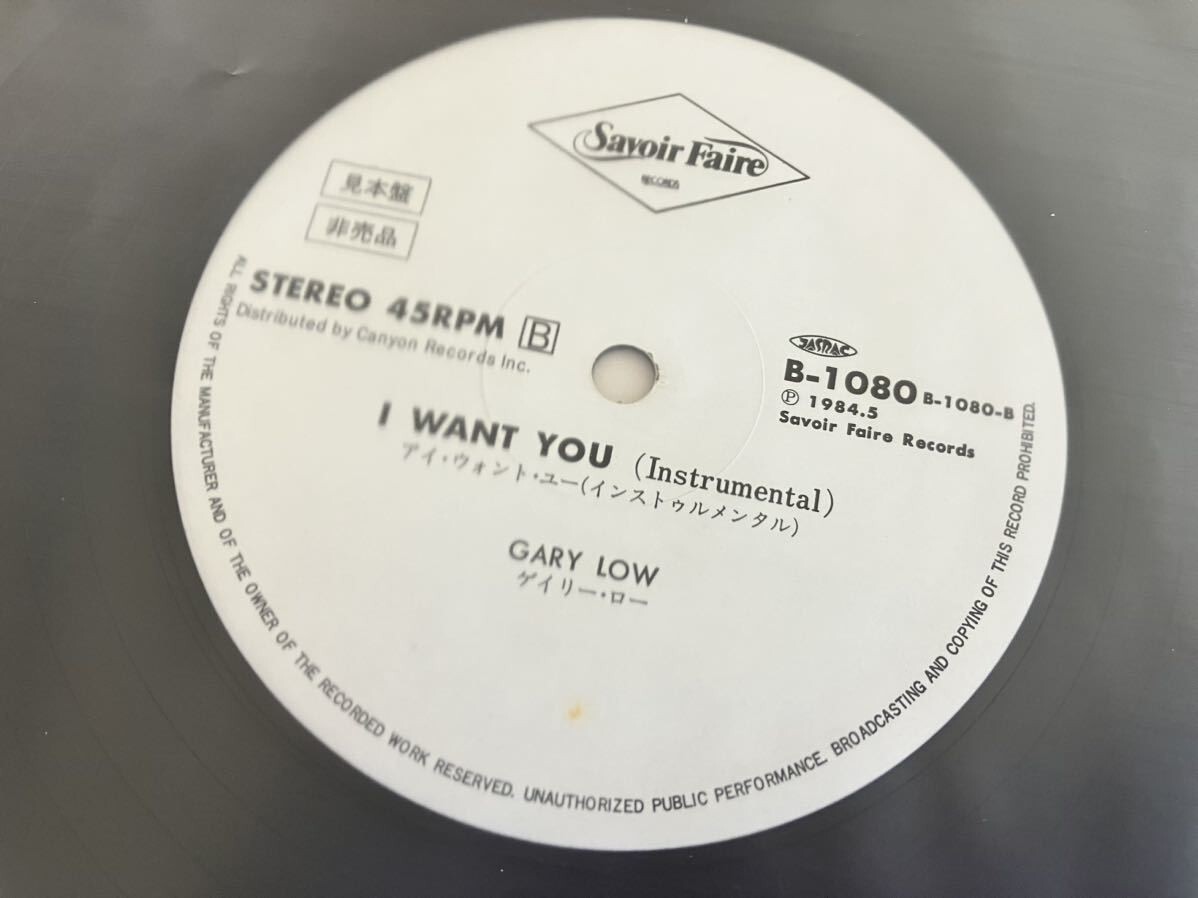 Savoir Faire
RECORDS
見本盤
非売品
STEREO 45RPM B
Distributed by Canyon Records Inc.
JASRAC
B-1080 B-1080-B
Ⓟ 1984.5
Savoir Faire Records
I WANT YOU (Instrumental)
アイ・ウォント・ユー(インストゥルメンタル)
GARY LOW
ゲイリー・ロー
ALL RIGHTS OF THE MANUFACTURER AND OF THE OWNER OF THE RECORDED WORK RESERVED. UNAUTHORIZED PUBLIC PERFORMANCE. BROADCASTING AND COPYING OF THIS RECORD PROHIBITED.